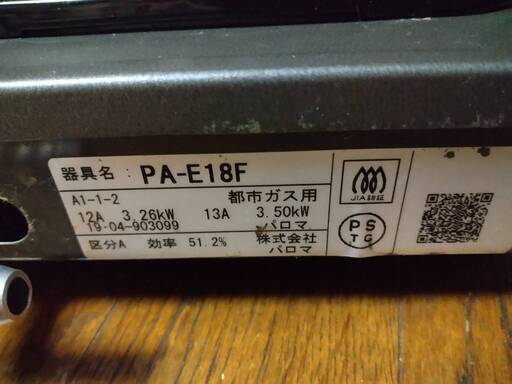 器具名: PA-E18F
A1-1-2 都市ガス用
12A 3.26kW 13A 3.50kW
19.04-903099 パロマ
区分A 効率 51.2% 株式会社
パロマ
JIA認証
PS
TG